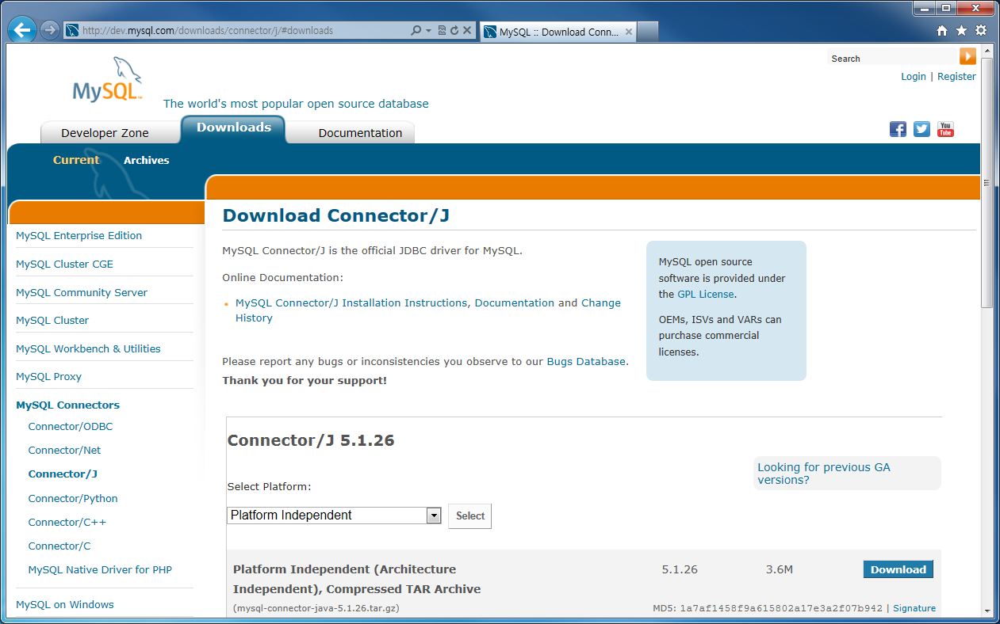 http://dev.mysql.com/downloads/connector/j/#downloads
MySQL :: Download Conn...
Search
Login | Register
MySQL™
The world's most popular open source database
Developer Zone
Downloads
Documentation
You Tube
Current
Archives
MySQL Enterprise Edition
MySQL Cluster CGE
MySQL Community Server
MySQL Cluster
MySQL Workbench & Utilities
MySQL Proxy
MySQL Connectors
Connector/ODBC
Connector/Net
Connector/J
Connector/Python
Connector/C++
Connector/C
MySQL Native Driver for PHP
MySQL on Windows
Download Connector/J
MySQL Connector/J is the official JDBC driver for MySQL.
Online Documentation:
MySQL Connector/J Installation Instructions, Documentation and Change
History
Please report any bugs or inconsistencies you observe to our Bugs Database.
Thank you for your support!
MySQL open source
software is provided under
the GPL License.
OEMs, ISVs and VARs can
purchase commercial
licenses.
Connector/J 5.1.26
Looking for previous GA
versions?
Select Platform:
Platform Independent
Select
Platform Independent (Architecture
Independent), Compressed TAR Archive
5.1.26
3.6M
Download
(mysql-connector-java-5.1.26.tar.gz)
MD5: 1a7af1458f9a615802a17e3a2f07b942 | Signature